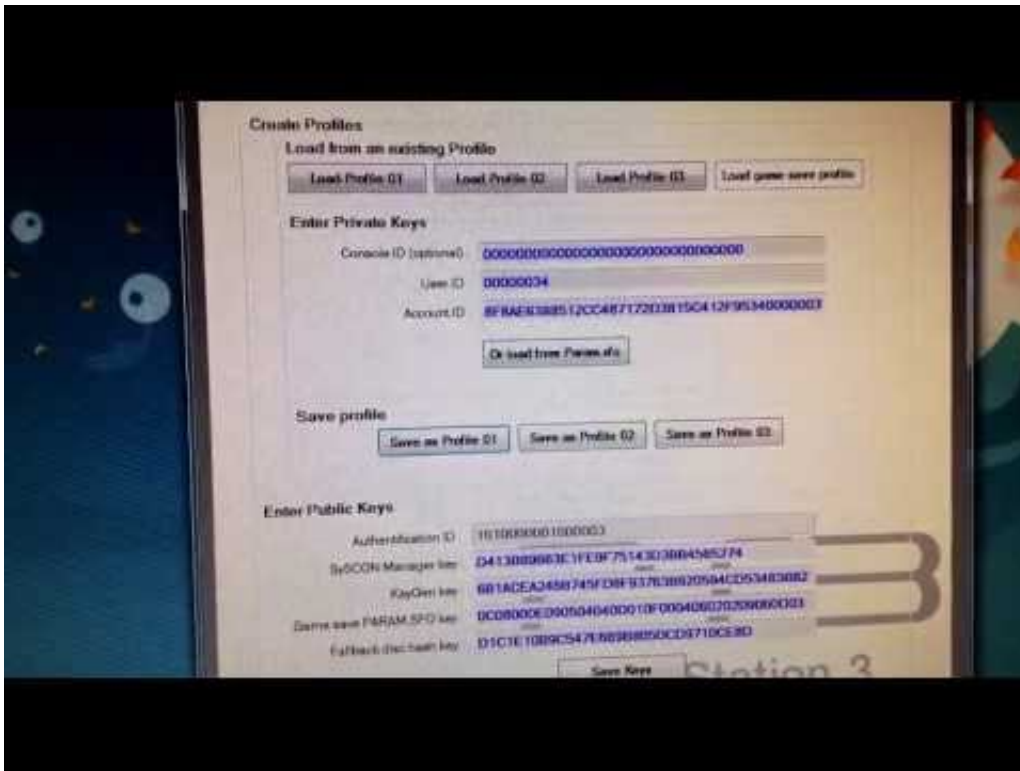 Create Profiles
Load from an existing Profile
Load Profile 01 Load Profile 02 Load Profile 03 Load game save profile
Enter Private Keys
Console ID (optional) 00000000000000000000000000000000
User ID 00000034
Account ID
Or load from Param.sfo
Save profile
Save as Profile 01 Save as Profile 02 Save as Profile 03
Enter Public Keys
Authentication ID 1010000001000003
SySCON Manager key
KeyGen key
Game save PARAM.SFO key
Fallback disc hash key
Save Keys
Station 3